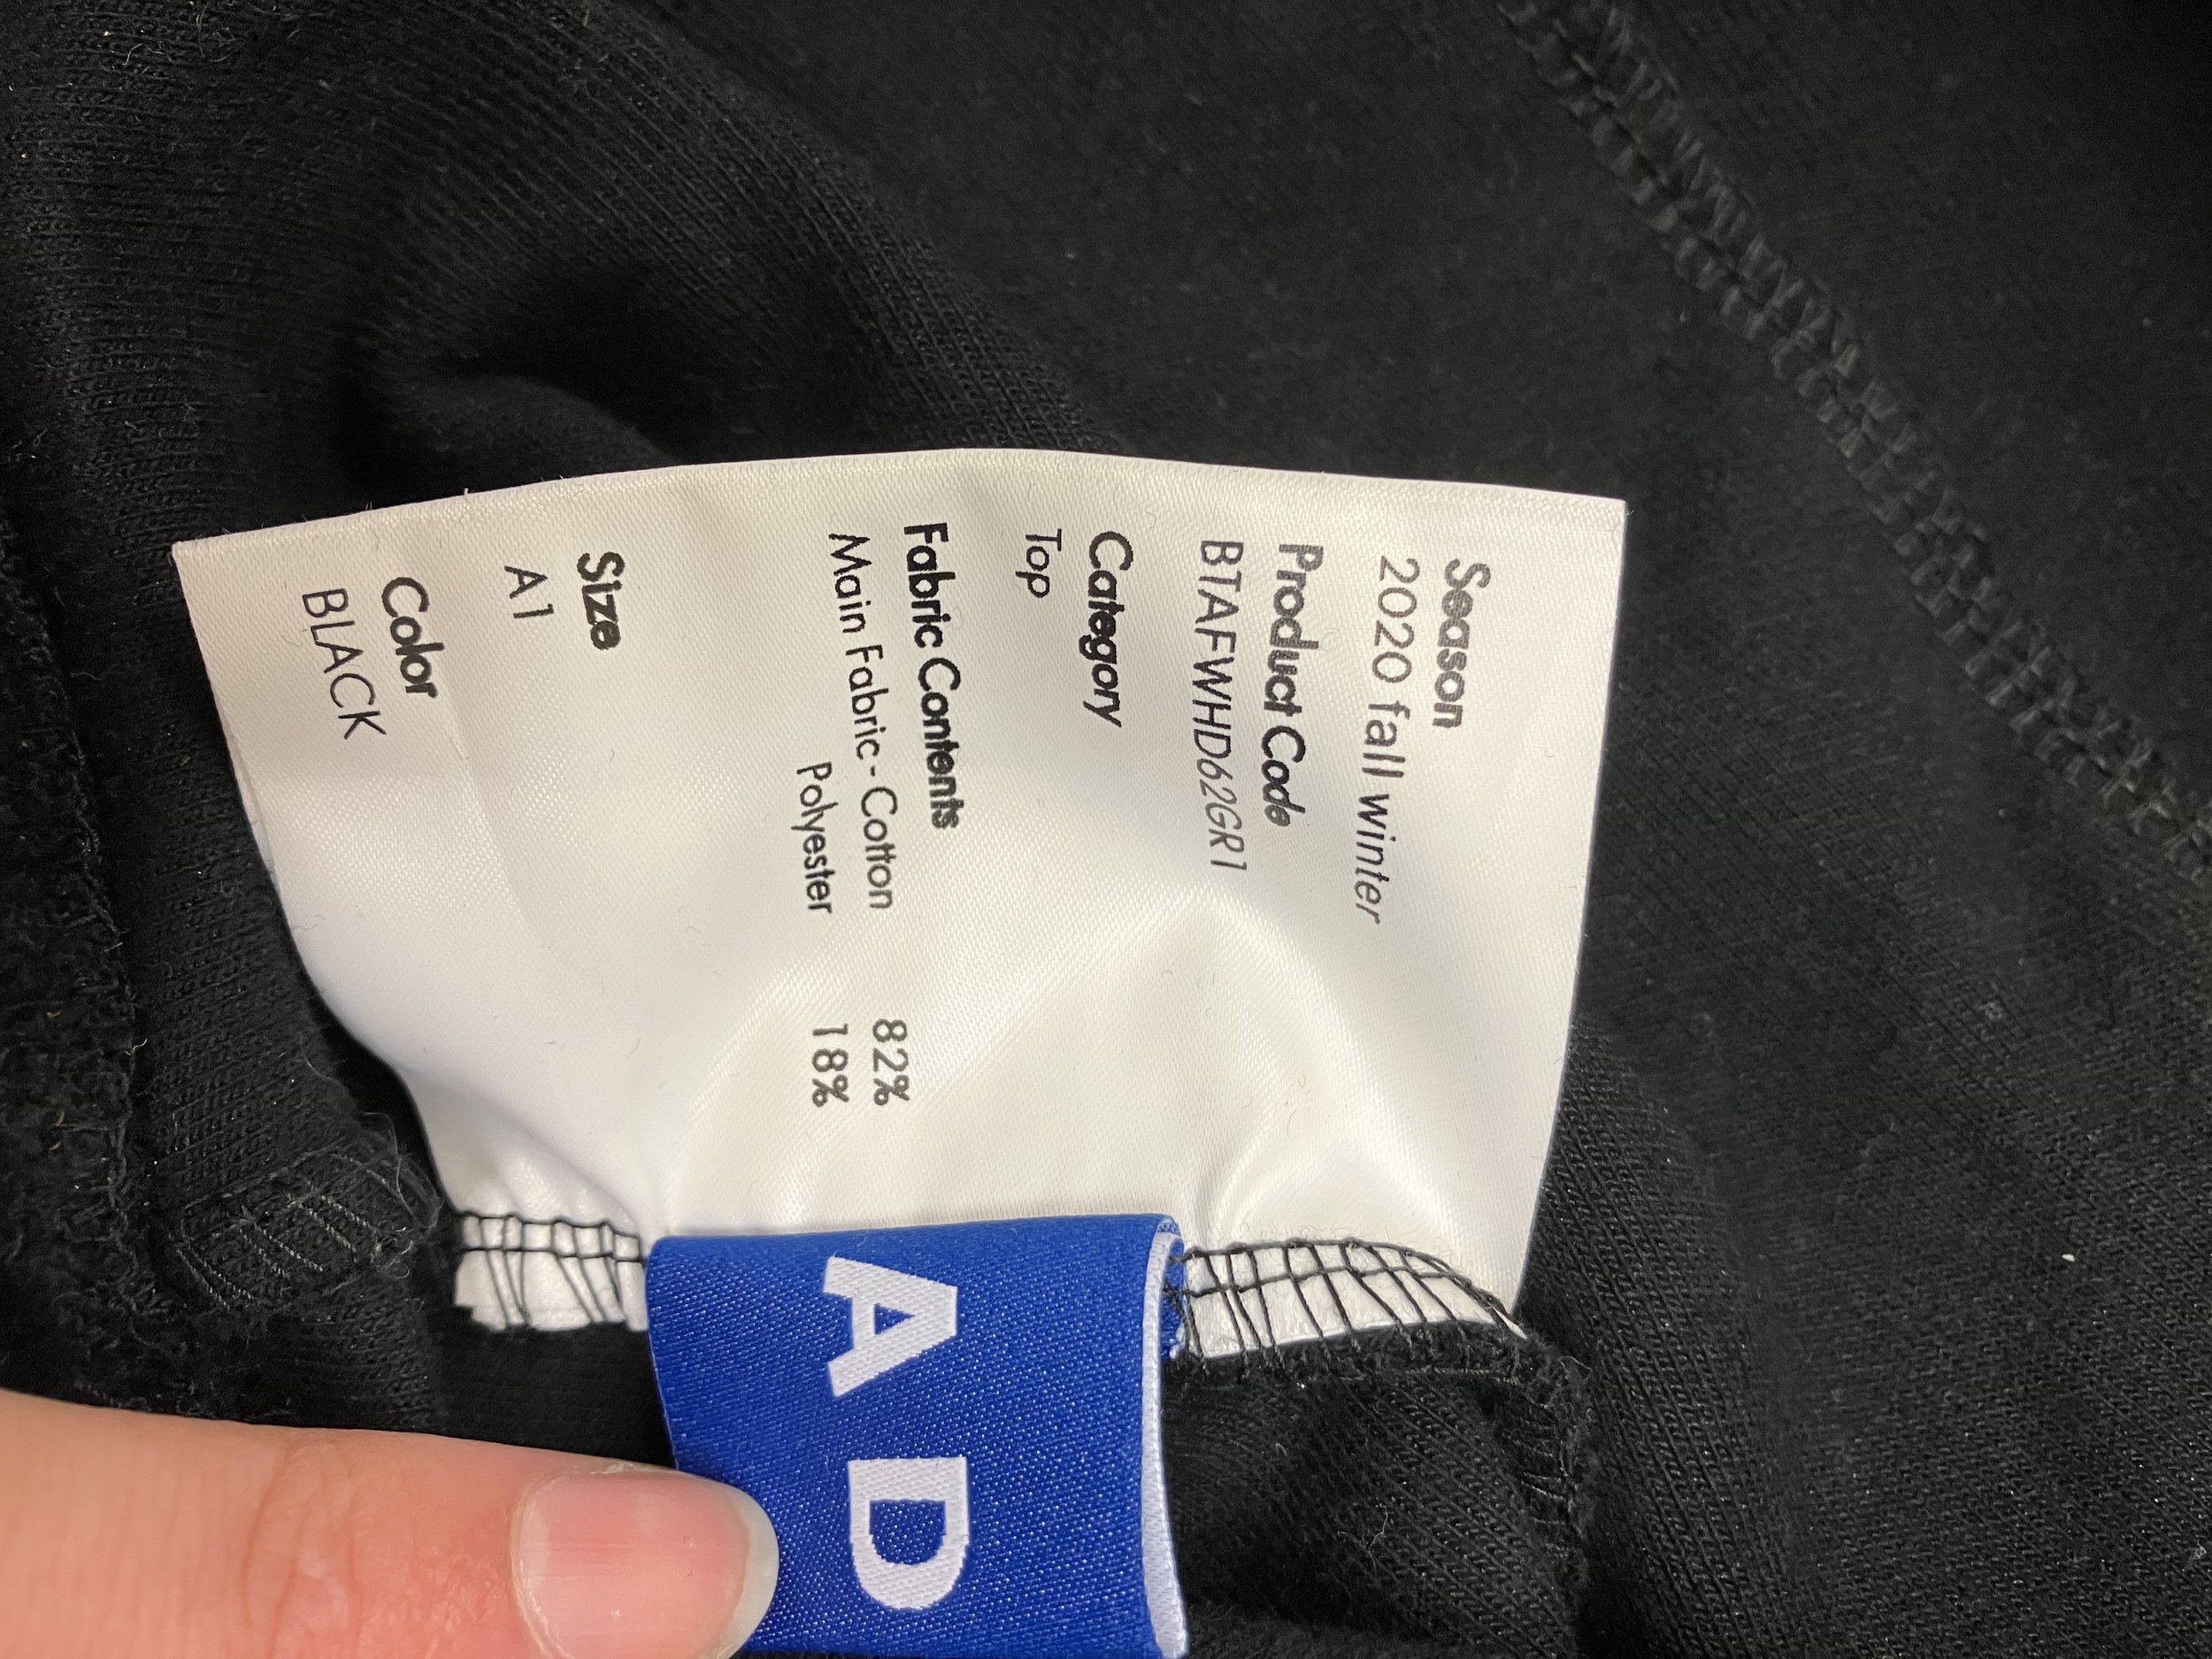 Season
2020 fall winter
Product Code
BTAFWHD62GR1
Category
Top
Fabric Contents
Main Fabric - Cotton 82%
Polyester 18%
Size
A1
Color
BLACK
AD